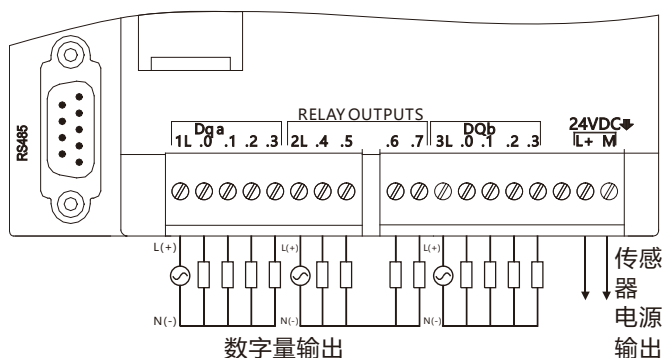 RS485
RELAY OUTPUTS
Dqa DQb 24VDC
1L .0 .1 .2 .3 2L .4 .5 .6 .7 3L .0 .1 .2 .3 L+ M
L(+) L(+) L(+)
N(-) N(-) N(-)
数字量输出
传感
器
电源
输出